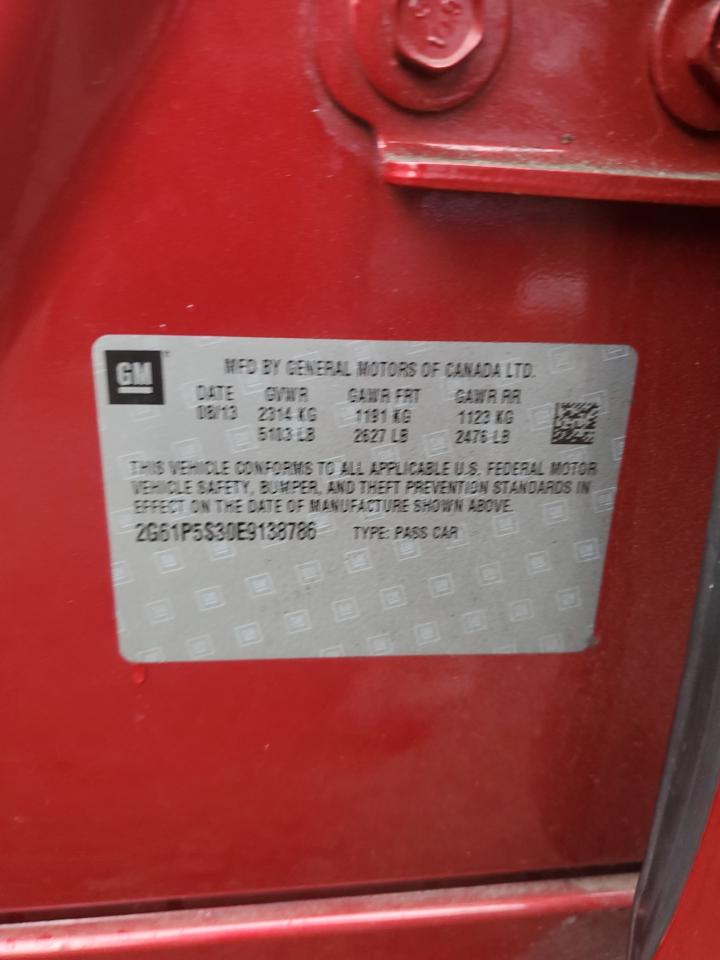 GM
MFD BY GENERAL MOTORS OF CANADA LTD.
DATE GVWR GAWR FRT GAWR RR
08/13 2314 KG 1191 KG 1123 KG
5103 LB 2627 LB 2476 LB
THIS VEHICLE CONFORMS TO ALL APPLICABLE U.S. FEDERAL MOTOR
VEHICLE SAFETY, BUMPER, AND THEFT PREVENTION STANDARDS IN
EFFECT ON THE DATE OF MANUFACTURE SHOWN ABOVE.
2G61P5S30E9138786 TYPE: PASS CAR